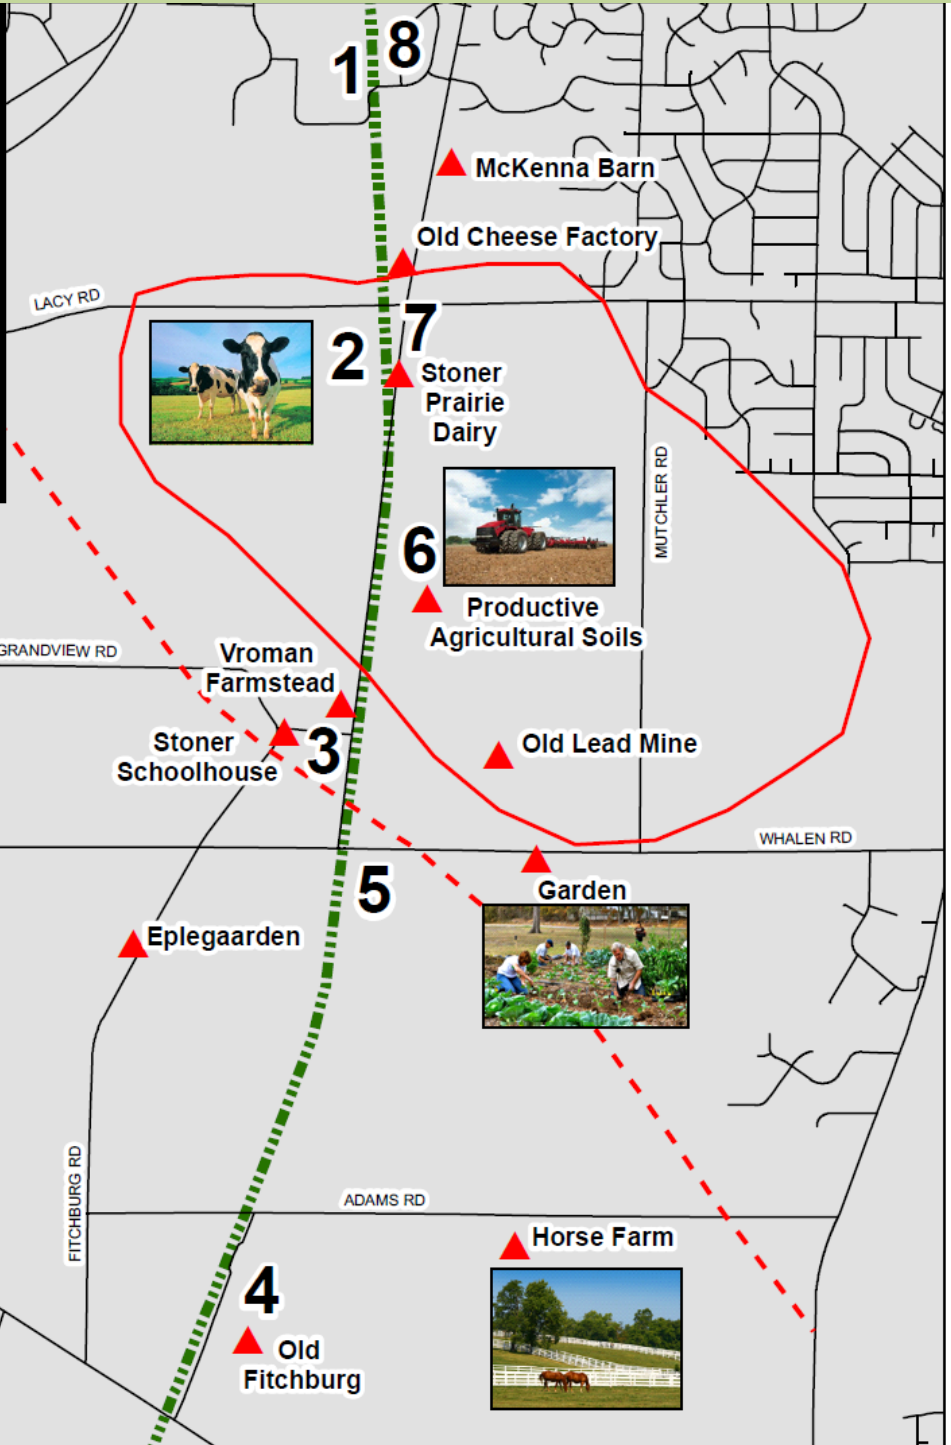 8
1
McKenna Barn
Old Cheese Factory
LACY RD
7
2
Stoner
Prairie
Dairy
MUTCHLER RD
6
Productive
Agricultural Soils
GRANDVIEW RD
Vroman
Farmstead
Old Lead Mine
Stoner
Schoolhouse
3
WHALEN RD
5
Garden
Eplegaarden
FITCHBURG RD
ADAMS RD
Horse Farm
4
Old
Fitchburg